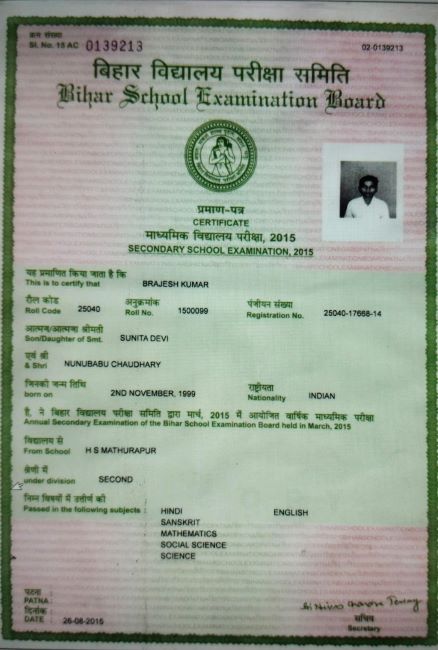 क्रम संख्या
Sl. No. 15 AC 0139213
02-0139213
बिहार विद्यालय परीक्षा समिति
Bihar School Examination Board
प्रमाण-पत्र
CERTIFICATE
माध्यमिक विद्यालय परीक्षा, 2015
SECONDARY SCHOOL EXAMINATION, 2015
यह प्रमाणित किया जाता है कि
This is to certify that BRAJESH KUMAR
रौल कोड अनुक्रमांक पंजीयन संख्या
Roll Code 25040 Roll No. 1500099 Registration No. 25040-17668-14
आत्मज/आत्मजा श्रीमती
Son/Daughter of Smt. SUNITA DEVI
एवं श्री
& Shri NUNUBABU CHAUDHARY
जिनकी जन्म तिथि राष्ट्रीयता
born on 2ND NOVEMBER, 1999 Nationality INDIAN
है, ने बिहार विद्यालय परीक्षा समिति द्वारा मार्च, 2015 में आयोजित वार्षिक माध्यमिक परीक्षा
Annual Secondary Examination of the Bihar School Examination Board held in March, 2015
विद्यालय से
From School H S MATHURAPUR
श्रेणी में
under division SECOND
निम्न विषयों में उत्तीर्ण की
Passed in the following subjects : HINDI ENGLISH
SANSKRIT
MATHEMATICS
SOCIAL SCIENCE
SCIENCE
पटना
PATNA
दिनांक
DATE 26-08-2015
सचिव
Secretary